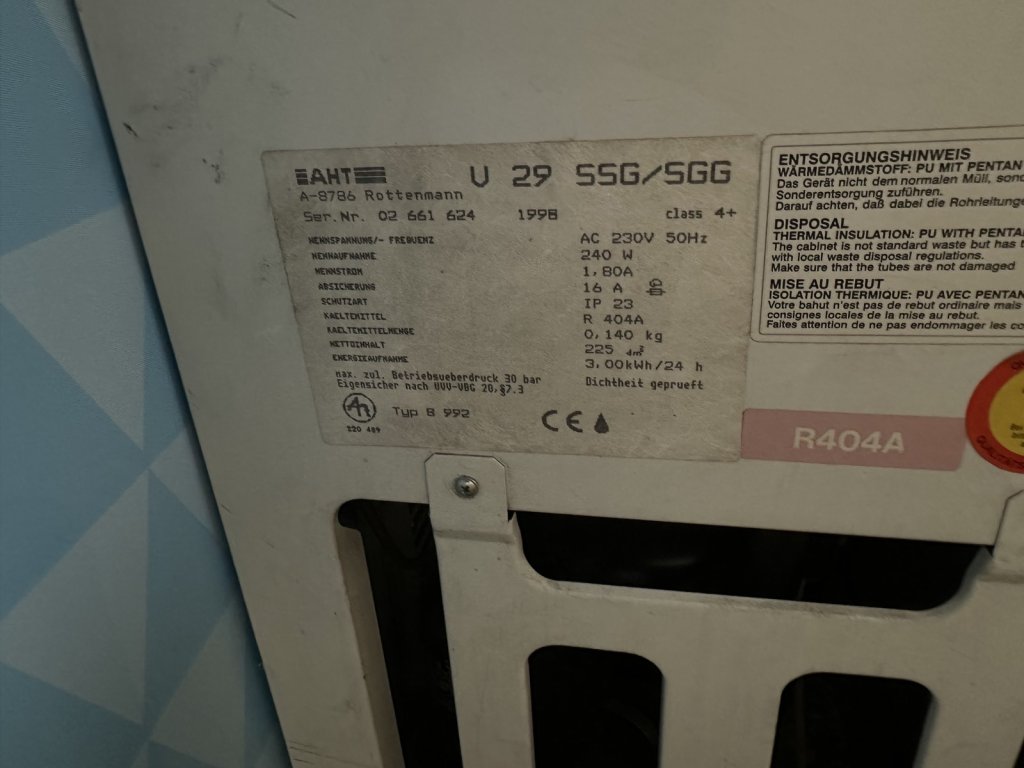 AHT
U 29 SSG/SGG
A-8786 Rottenmann
Ser.Nr. 02 661 624 1998 class 4+
NENNSPANNUNG/- FREQUENZ AC 230V 50Hz
NENNAUFNAHME 240 W
NENNSTROM 1,80A
ABSICHERUNG 16 A
SCHUTZART IP 23
KAELTEMITTEL R 404A
KAELTEMITTELMENGE 0,140 kg
NETTOINHALT 225 dm³
ENERGIEAUFNAHME 3,00kWh/24 h
max. zul. Betriebsueberdruck 30 bar Dichtheit geprueft
Eigensicher nach UVV-VBG 20,§7.3
Typ B 992 CE
220 489
ENTSORGUNGSHINWEIS
WÄRMEDÄMMSTOFF: PU MIT PENTAN
Das Gerät nicht dem normalen Müll,
Sonderentsorgung zuführen.
Darauf achten, daß dabei die
DISPOSAL
THERMAL INSULATION: PU WITH
The cabinet is not standard waste but has
with local waste disposal regulations.
Make sure that the tubes are not damaged
MISE AU REBUT
ISOLATION THERMIQUE: PU AVEC PENTAN
Votre bahut n'est pas de rebut ordinaire mais
consignes locales de la mise au rebut.
Faites attention de ne pas endommager les
R404A